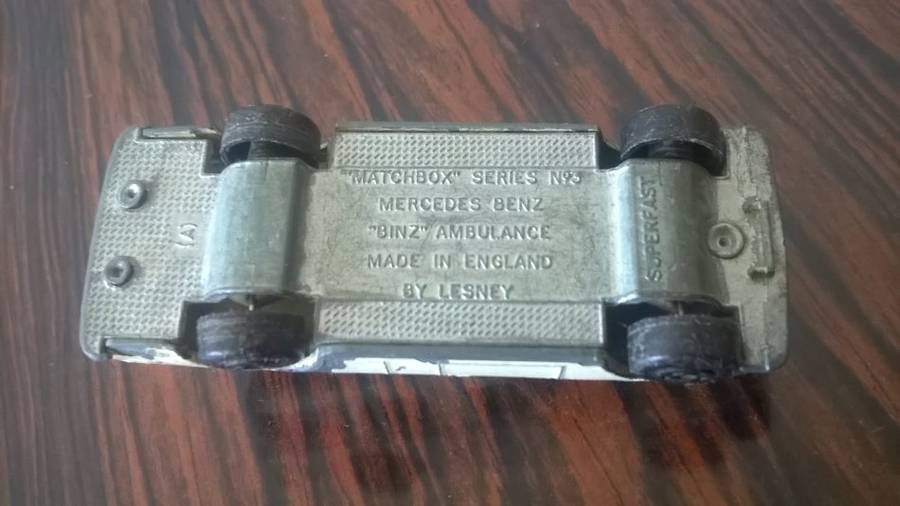 "MATCHBOX" SERIES Nº3
MERCEDES BENZ
"BINZ" AMBULANCE
MADE IN ENGLAND
BY LESNEY
SUPERFAST
(A)